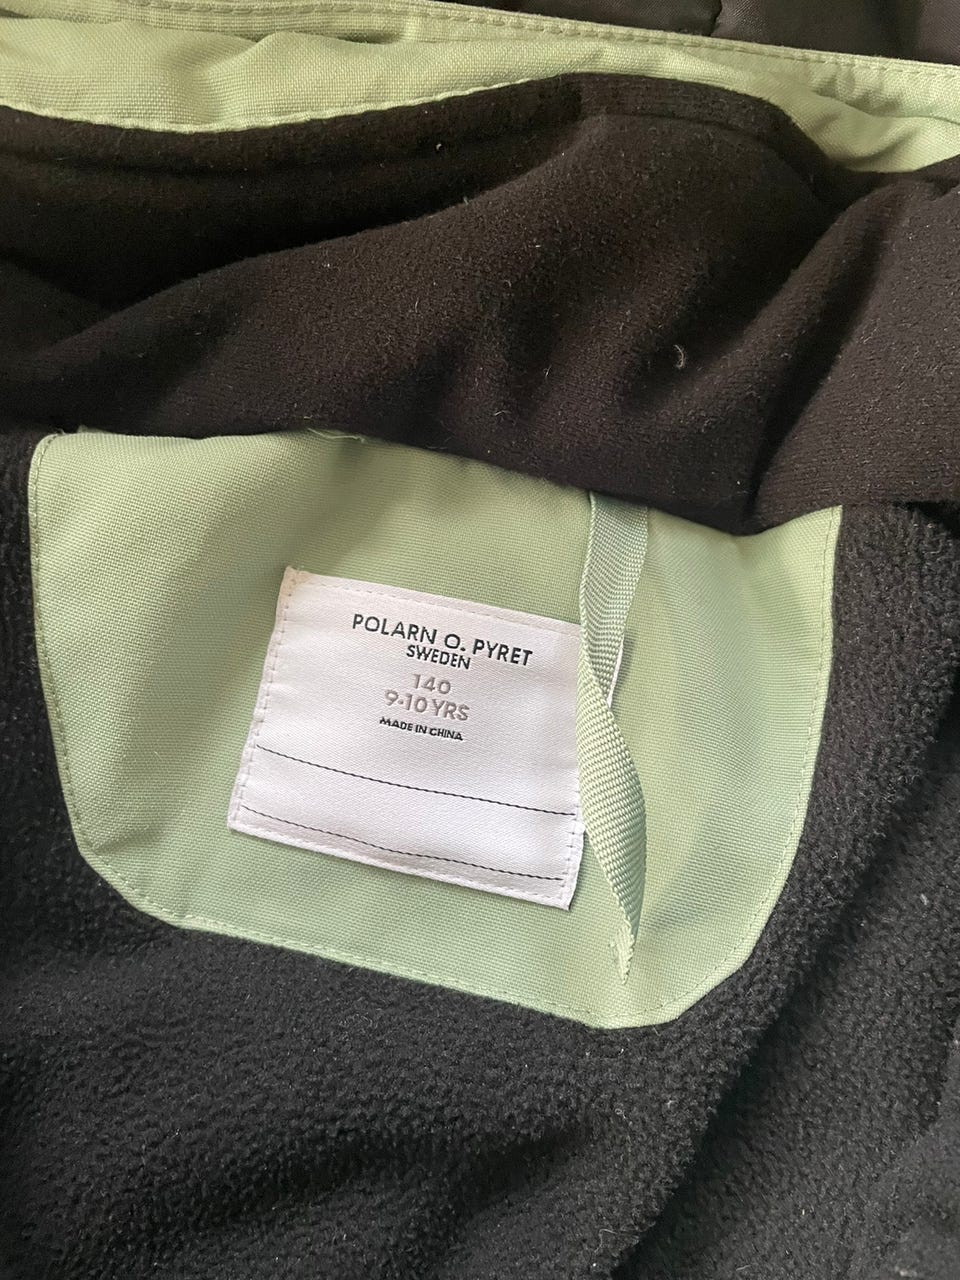 POLARN O. PYRET
SWEDEN
140
9-10 YRS
MADE IN CHINA